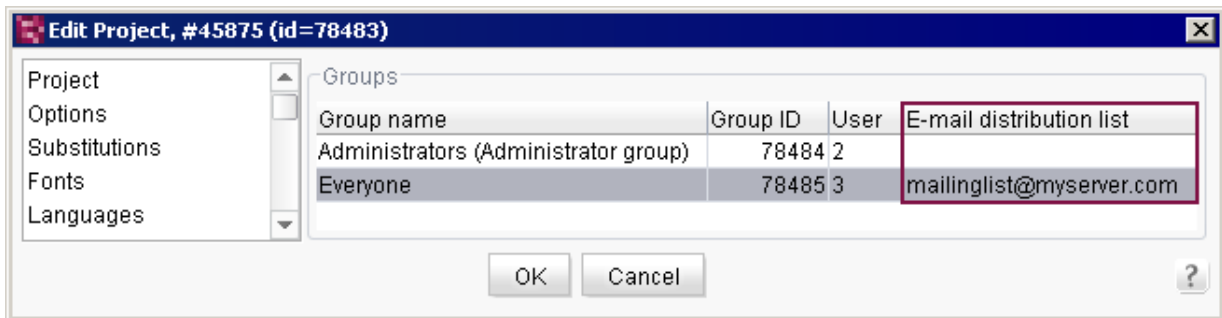 Edit Project, #45875 (id=78483)
Project
Options
Substitutions
Fonts
Languages
Groups
Group name Group ID User E-mail distribution list
Administrators (Administrator group) 78484 2
Everyone 78485 3 mailinglist@myserver.com
OK Cancel ?